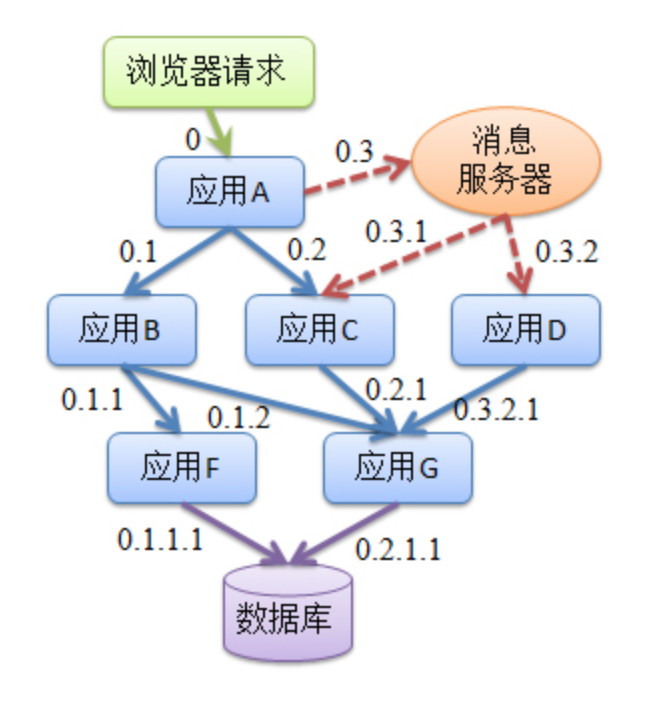 浏览器请求
0
应用A
0.3
消息
服务器
0.1
0.2
0.3.1
0.3.2
应用B
应用C
应用D
0.1.1
0.1.2
0.2.1
0.3.2.1
应用F
应用G
0.1.1.1
0.2.1.1
数据库